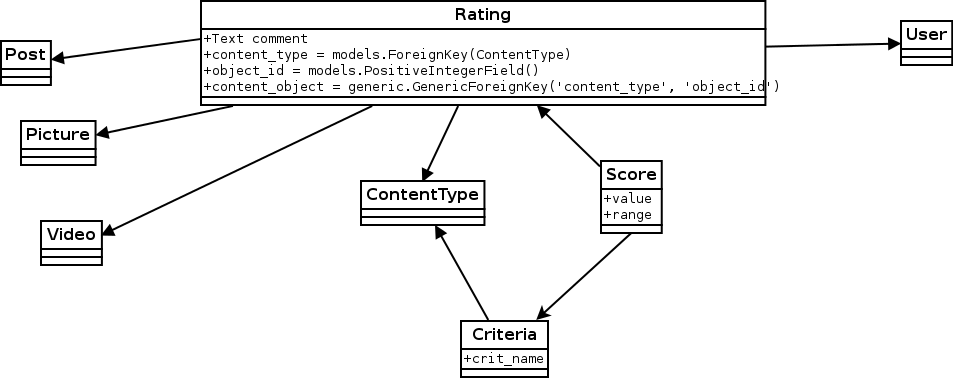 Rating
+Text comment
+content_type = models.ForeignKey(ContentType)
+object_id = models.PositiveIntegerField()
+content_object = generic.GenericForeignKey('content_type', 'object_id')
User
Post
Picture
Video
ContentType
Score
+value
+range
Criteria
+crit_name